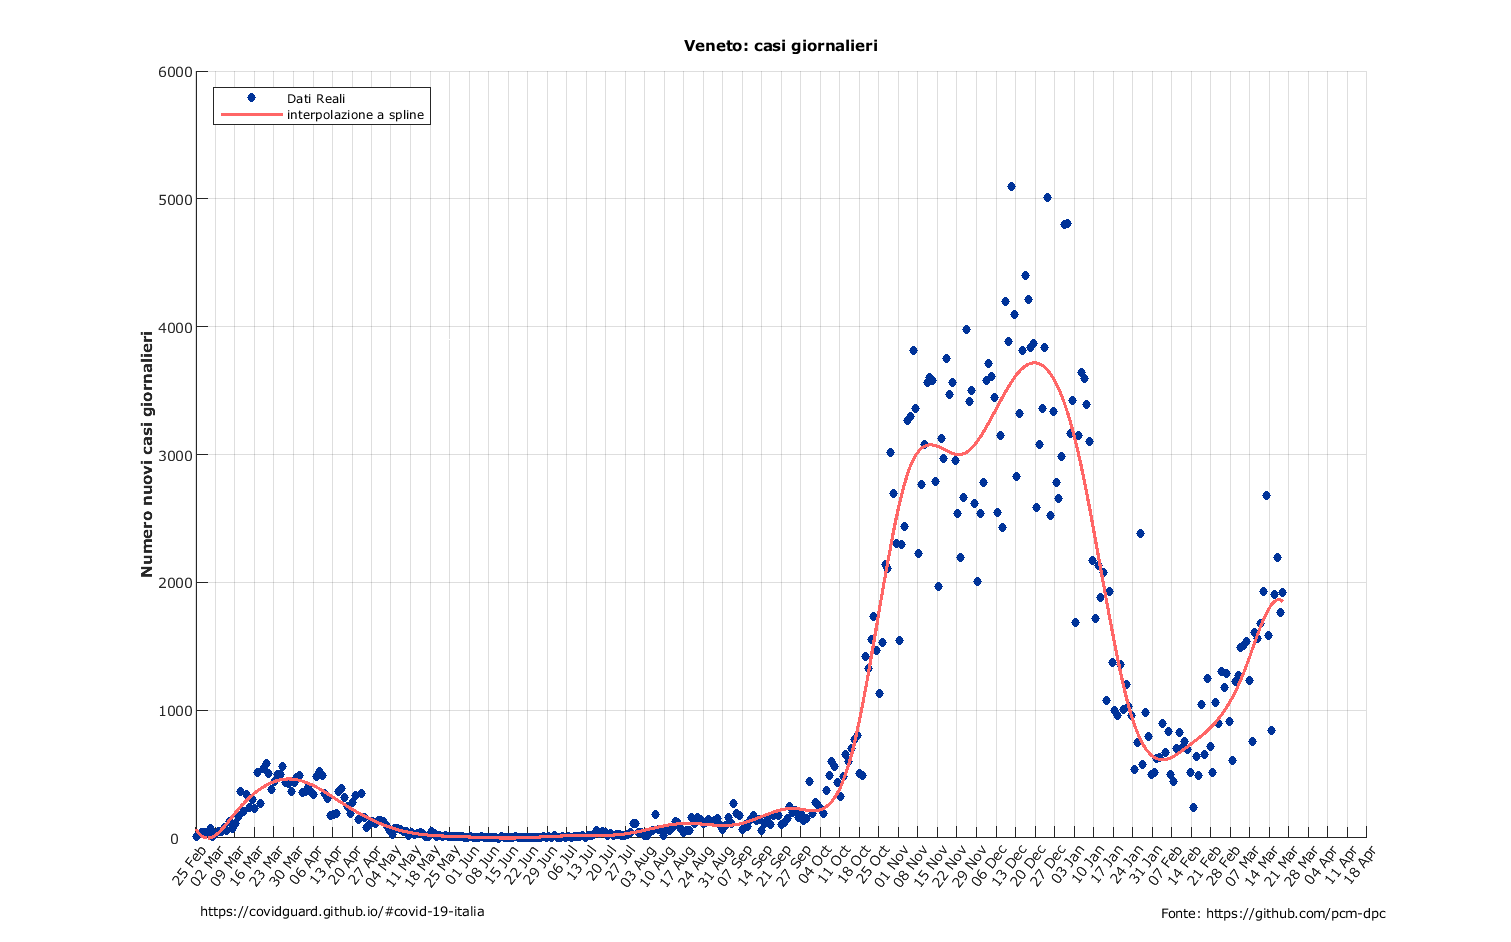 Veneto: casi giornalieri
Dati Reali
interpolazione a spline
Numero nuovi casi giornalieri
6000
5000
4000
3000
2000
1000
0
25 Feb
02 Mar
09 Mar
16 Mar
23 Mar
30 Mar
06 Apr
13 Apr
20 Apr
27 Apr
04 May
11 May
18 May
25 May
01 Jun
08 Jun
15 Jun
22 Jun
29 Jun
06 Jul
13 Jul
20 Jul
27 Jul
03 Aug
10 Aug
17 Aug
24 Aug
31 Aug
07 Sep
14 Sep
21 Sep
27 Sep
04 Oct
11 Oct
18 Oct
25 Oct
01 Nov
08 Nov
15 Nov
22 Nov
29 Nov
06 Dec
13 Dec
20 Dec
27 Dec
03 Jan
10 Jan
17 Jan
24 Jan
31 Jan
07 Feb
14 Feb
21 Feb
28 Feb
07 Mar
14 Mar
21 Mar
28 Mar
04 Apr
11 Apr
18 Apr
https://covidguard.github.io/#covid-19-italia
Fonte: https://github.com/pcm-dpc